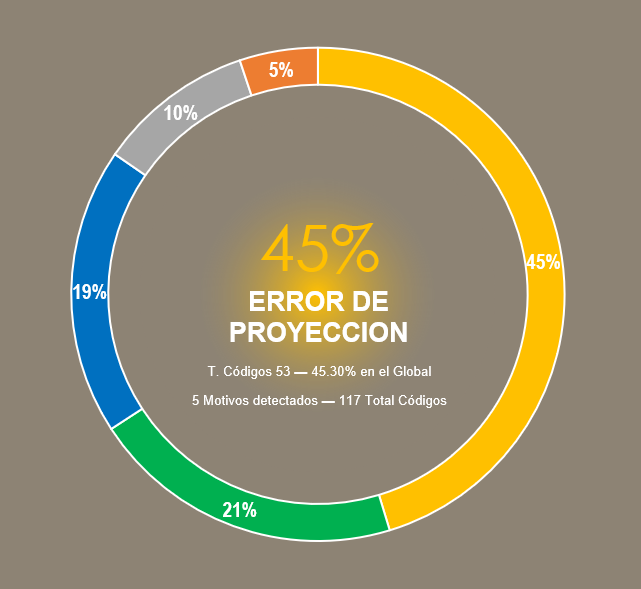 5%
10%
45%
19%
21%
45%
ERROR DE
PROYECCION
T. Códigos 53 — 45.30% en el Global
5 Motivos detectados — 117 Total Códigos